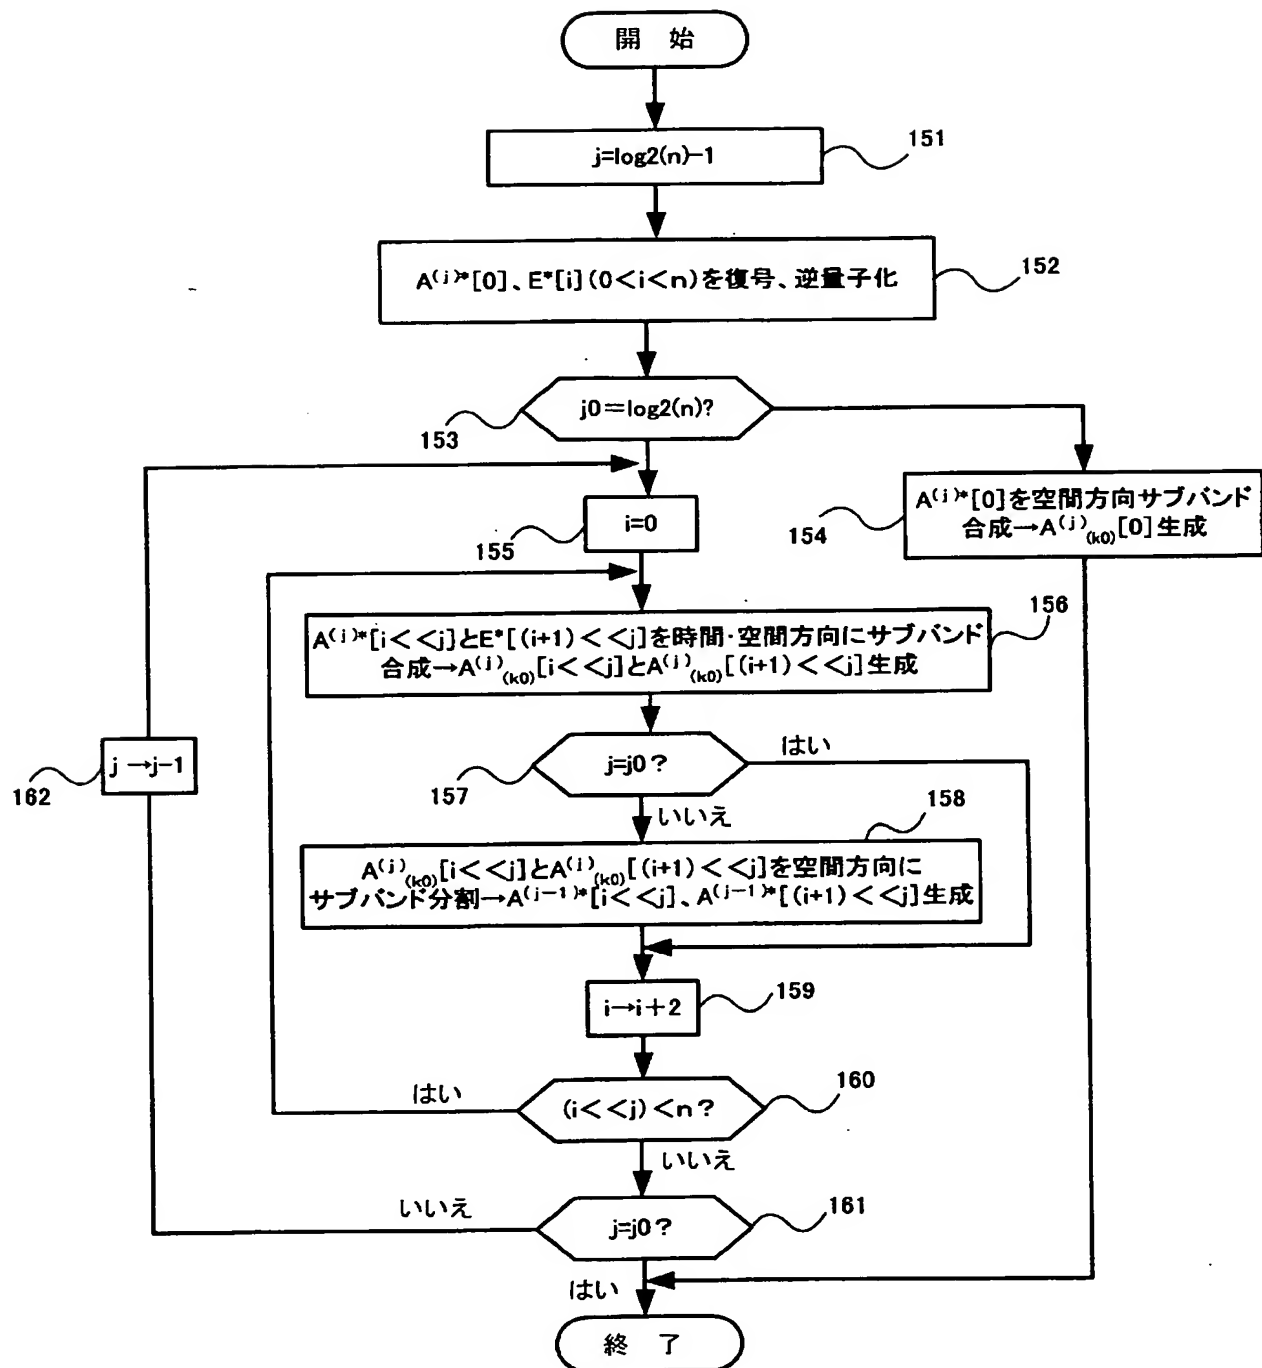 開 始
j=log2(n)-1
151
A(j)*[0]、E*[i](0<i<n)を復号、逆量子化
152
j0=log2(n)?
153
A(j)*[0]を空間方向サブバンド
合成→A(j)(k0)[0]生成
154
i=0
155
A(j)*[i<<j]とE*[(i+1)<<j]を時間・空間方向にサブバンド
合成→A(j)(k0)[i<<j]とA(j)(k0)[(i+1)<<j]生成
156
j=j0?
はい
157
いいえ
158
A(j)(k0)[i<<j]とA(j)(k0)[(i+1)<<j]を空間方向に
サブバンド分割→A(j-1)*[i<<j]、A(j-1)*[(i+1)<<j]生成
j→j-1
162
i→i+2
159
はい
(i<<j)<n?
160
いいえ
いいえ
j=j0?
161
はい
終 了